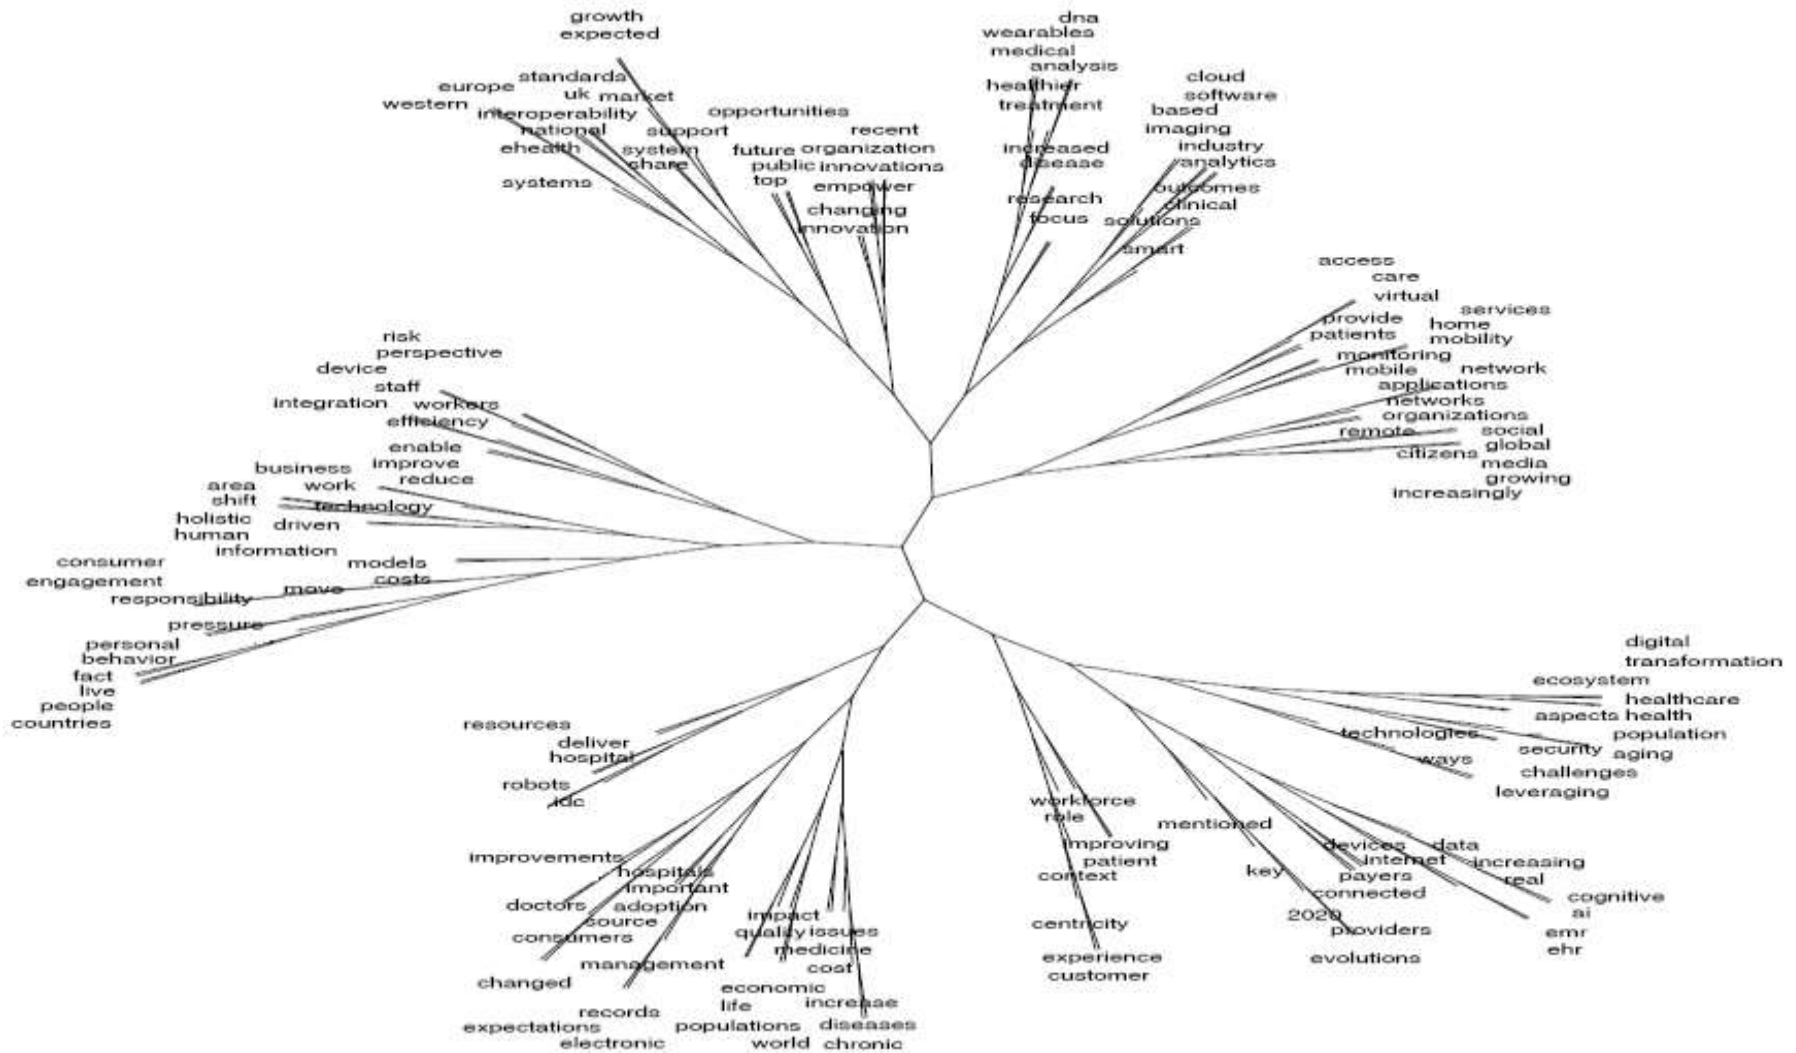 growth
expected
standards
europe
uk market
western
interoperability
national
support
ehealth
system
share
systems
opportunities
recent
future organization
public innovations
top
empower
changing
innovation
dna
wearables
medical
analysis
healthier
treatment
increased
disease
research
focus
cloud
software
based
imaging
industry
analytics
outcomes
clinical
solutions
smart
access
care
virtual
services
provide
home
patients
mobility
monitoring
mobile
network
applications
networks
organizations
remote
social
global
citizens
media
growing
increasingly
risk
perspective
device
staff
integration workers
efficiency
enable
business improve
area work reduce
shift
technology
holistic
driven
human
information
consumer
models
engagement
costs
move
responsibility
pressure
personal
behavior
fact
live
people
countries
resources
deliver
hospital
robots
idc
improvements
hospitals
important
doctors adoption
source
consumers
management
changed
records
expectations
electronic
impact
quality issues
medicine
cost
economic
life increase
populations diseases
world chronic
workforce
role
improving
patient
context
centricity
experience
customer
digital
transformation
ecosystem
healthcare
aspects health
technologies
population
security aging
ways
challenges
leveraging
mentioned
devices data
internet increasing
key payers real
connected
cognitive
2020
ai
providers
emr
ehr
evolutions